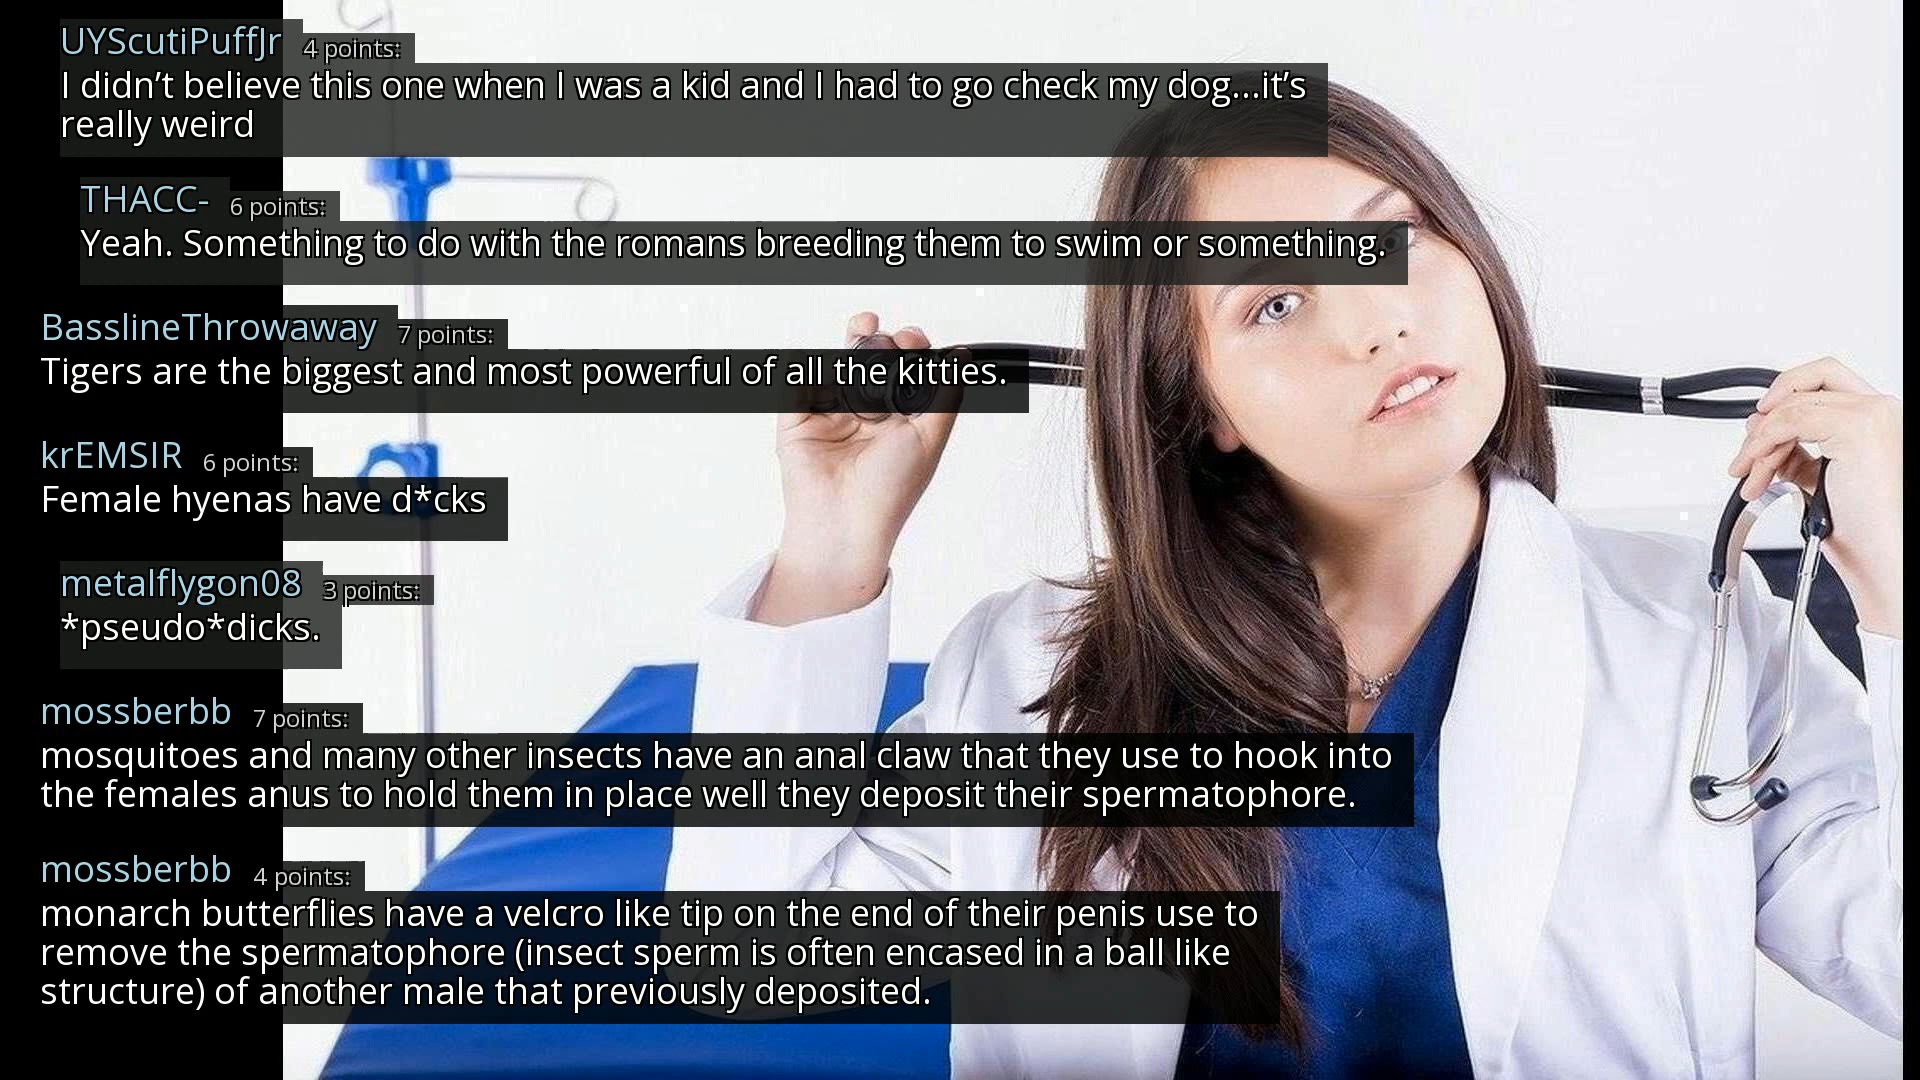 UYScutiPuffJr 4 points:
I didn’t believe this one when I was a kid and I had to go check my dog...it’s
really weird
THACC- 6 points:
Yeah. Something to do with the romans breeding them to swim or something.
BasslineThrowaway 7 points:
Tigers are the biggest and most powerful of all the kitties.
krEMSIR 6 points:
Female hyenas have d*cks
metalflygon08 3 points:
*pseudo*dicks.
mossberbb 7 points:
mosquitoes and many other insects have an anal claw that they use to hook into
the females anus to hold them in place well they deposit their spermatophore.
mossberbb 4 points:
monarch butterflies have a velcro like tip on the end of their penis use to
remove the spermatophore (insect sperm is often encased in a ball like
structure) of another male that previously deposited.